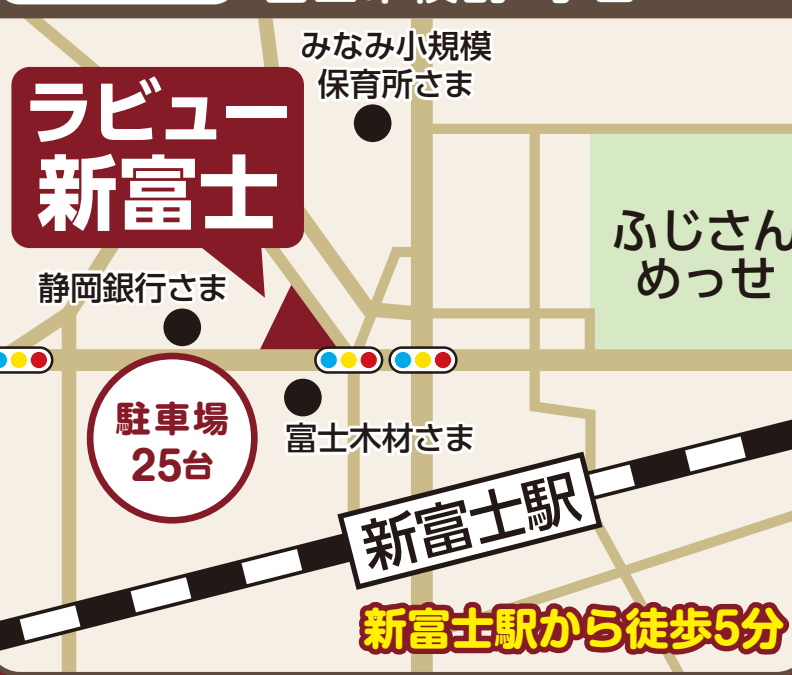 みなみ小規模
保育所さま
ラビュー
新富士
ふじさん
めっせ
静岡銀行さま
駐車場
25台
富士木材さま
新富士駅
新富士駅から徒歩5分